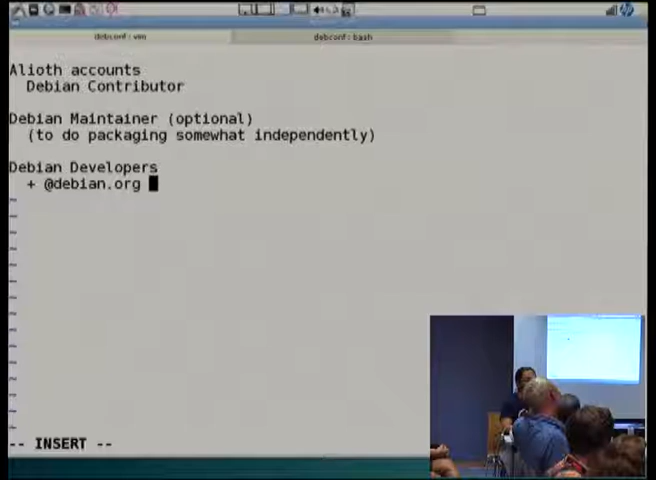 debconf : vim
debconf : bash
Alioth accounts
Debian Contributor
Debian Maintainer (optional)
(to do packaging somewhat independently)
Debian Developers
+ @debian.org
-- INSERT --